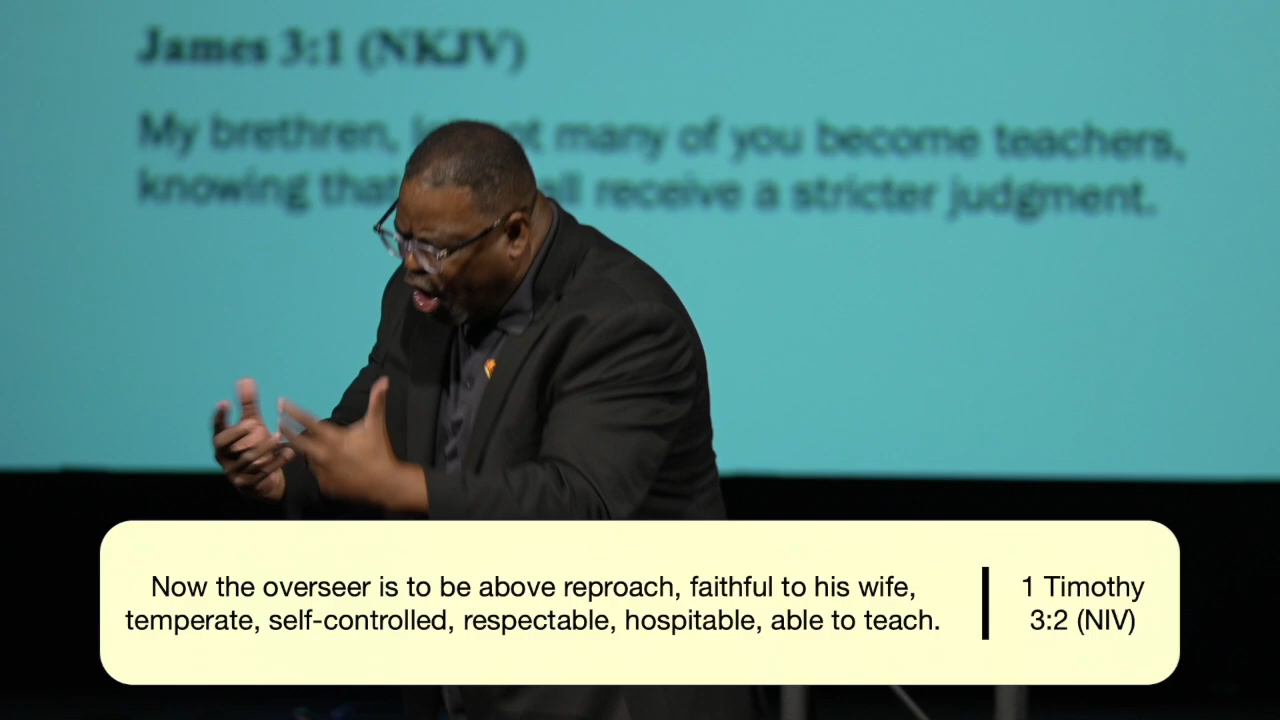 James 3:1 (NKJV)
My brethren, many of you become teachers,
knowing that receive a stricter judgment.
Now the overseer is to be above reproach, faithful to his wife,
temperate, self-controlled, respectable, hospitable, able to teach.
1 Timothy
3:2 (NIV)